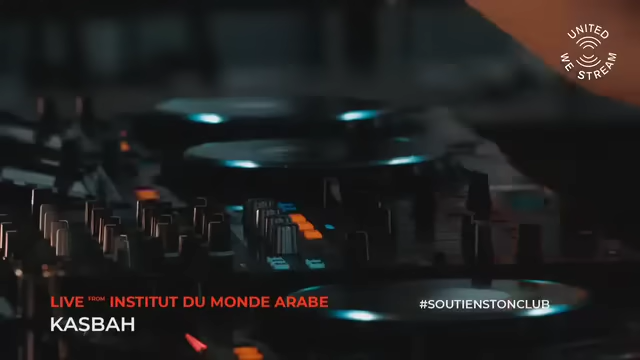 UNITED
WE STREAM
LIVE FROM INSTITUT DU MONDE ARABE
#SOUTIENSTONCLUB
KASBAH